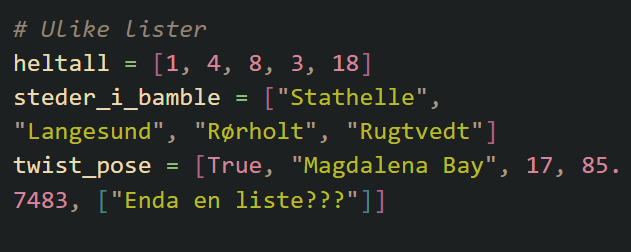 # Ulike lister
heltall = [1, 4, 8, 3, 18]
steder_i_bamble = ["Stathelle",
"Langesund", "Rørholt", "Rugtvedt"]
twist_pose = [True, "Magdalena Bay", 17, 85.
7483, ["Enda en liste???"]]